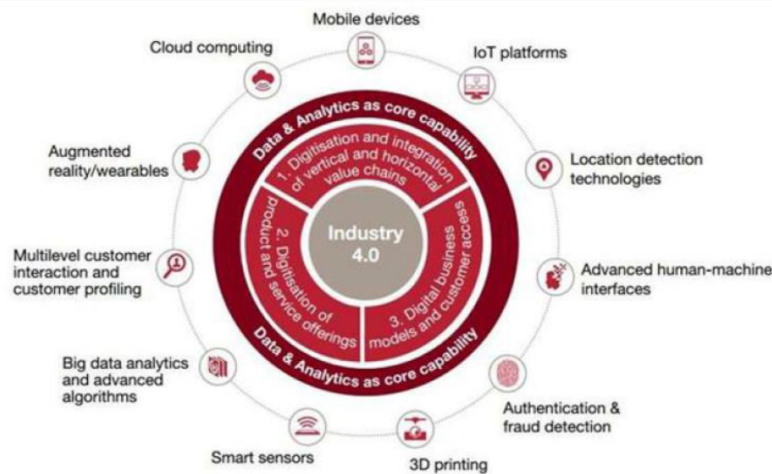 Mobile devices
IoT platforms
Location detection
technologies
Advanced human-machine
interfaces
Authentication &
fraud detection
3D printing
Smart sensors
Big data analytics
and advanced
algorithms
Multilevel customer
interaction and
customer profiling
Augmented
reality/wearables
Cloud computing
Data & Analytics as core capability
1. Digitisation and integration
of vertical and horizontal
value chains
2. Digitisation of
product and service offerings
3. Digital business
models and customer access
Industry
4.0
Data & Analytics as core capability